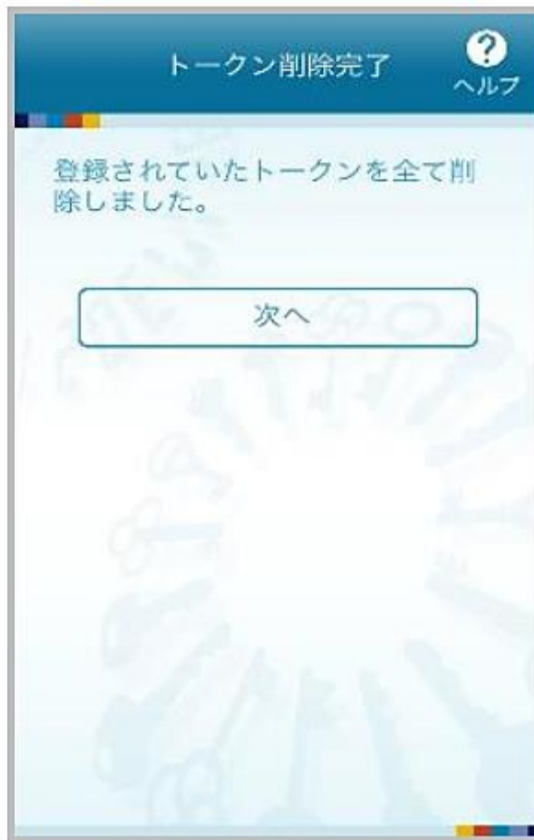 トークン削除完了
?
ヘルプ
登録されていたトークンを全て削
除しました。
次へ